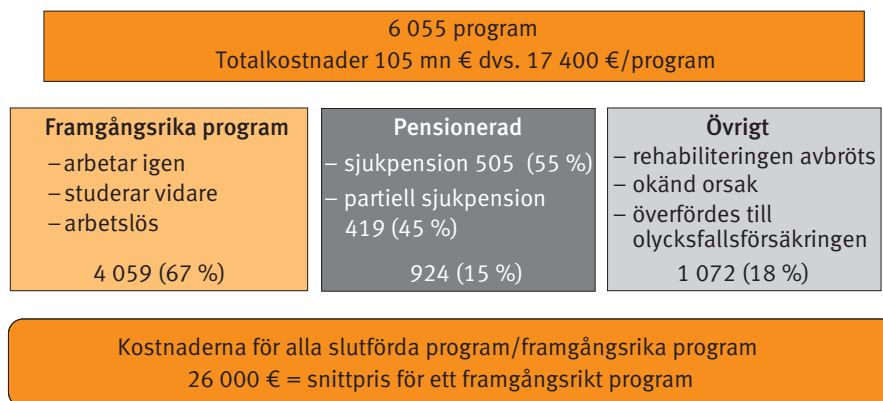 6 055 program
Totalkostnader 105 mn € dvs. 17 400 €/program
Framgångsrika program
– arbetar igen
– studerar vidare
– arbetslös
4 059 (67 %)
Pensionerad
– sjukpension 505 (55 %)
– partiell sjukpension
419 (45 %)
924 (15 %)
Övrigt
– rehabiliteringen avbröts
– okänd orsak
– överfördes till
olycksfallsförsäkringen
1 072 (18 %)
Kostnaderna för alla slutförda program/framgångsrika program
26 000 € = snittpris för ett framgångsrikt program